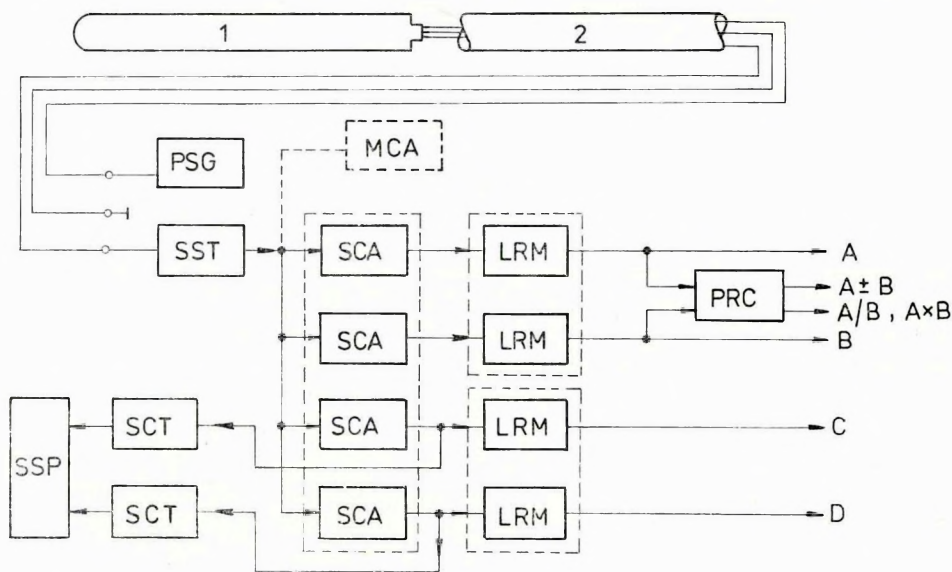 1 2
MCA
PSG
SST SCA LRM A
PRC A ± B
A/B , A×B
SCA LRM B
SCT SCA LRM C
SSP
SCT SCA LRM D